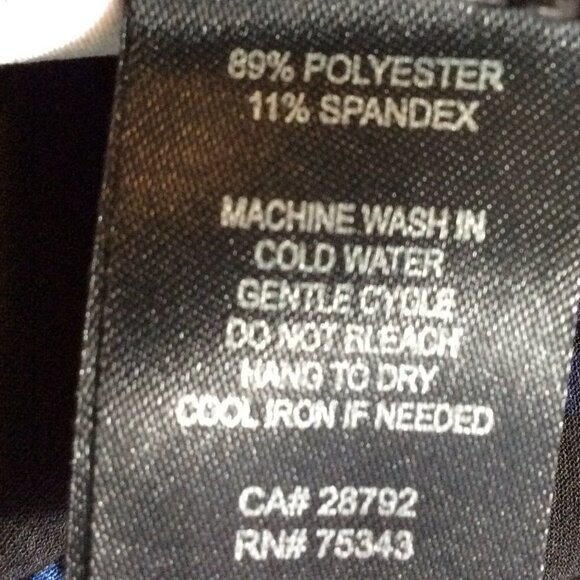 89% POLYESTER
11% SPANDEX
MACHINE WASH IN
COLD WATER
GENTLE CYCLE
DO NOT BLEACH
HANG TO DRY
COOL IRON IF NEEDED
CA# 28792
RN# 75343